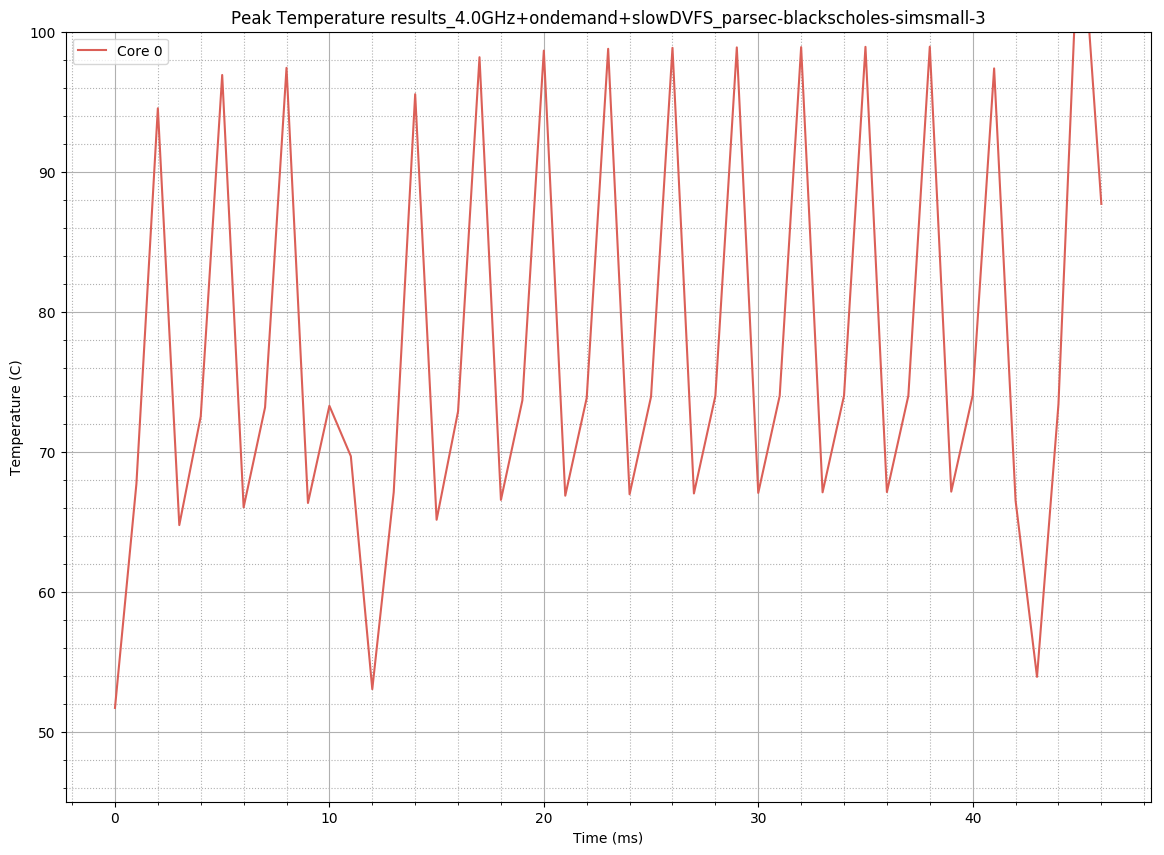 Peak Temperature results_4.0GHz+ondemand+slowDVFS_parsec-blackscholes-simsmall-3
Core 0
100
90
80
70
60
50
Temperature (C)
0
10
20
30
40
Time (ms)